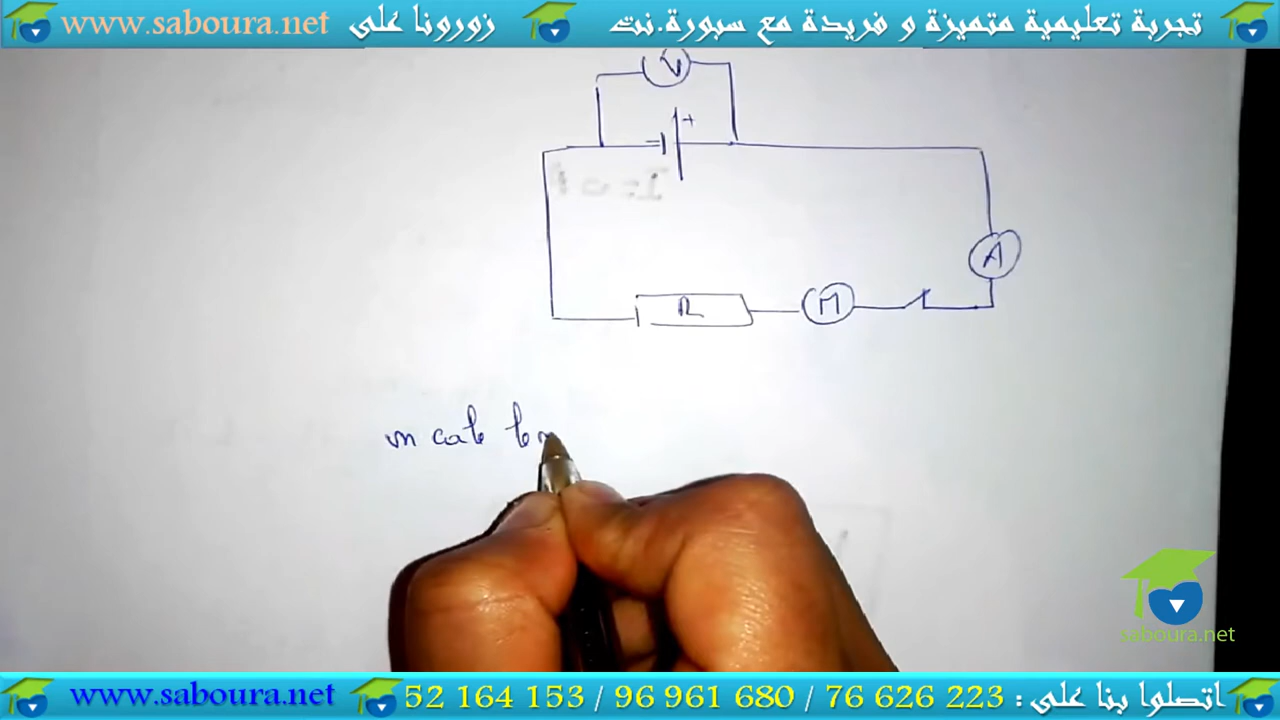 www.saboura.net زورونا على تجربة تعليمية متميزة و فريدة مع سبورة.نت
V
+
A
R
M
saboura.net
www.saboura.net 52 164 153 / 96 961 680 / 76 626 223 : اتصلوا بنا على